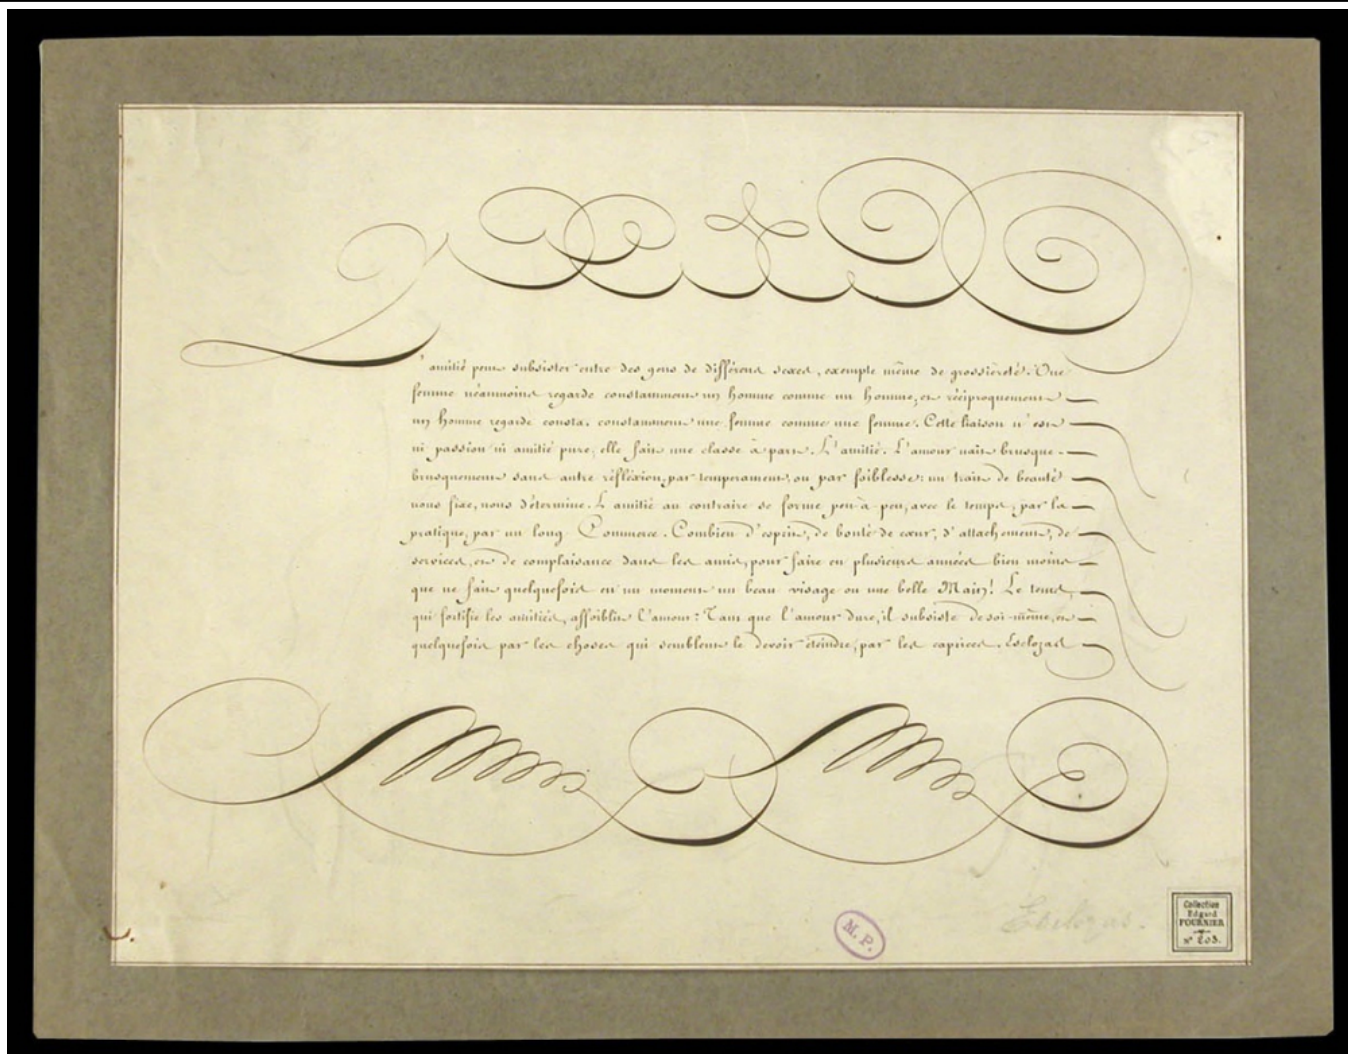 L'amitié peut subsister entre des gens de différens sexes, exempte même de grossièreté. Une
femme néanmoins regarde constamment un homme comme un homme, et réciproquement
un homme regarde consta. constamment une femme comme une femme. Cette liaison n'est
ni passion ni amitié pure; elle fait une classe à part. L'amitié. L'amour nait brusque-
brusquement sans autre réfléxion, par temperament, ou par foiblesse: un trait de beauté
nous fixe, nous détermine. L'amitié au contraire se forme peu-à-peu, avec le temps, par la
pratique, par un long Commerce. Combien d'esprit, de bonté de cœur, d'attachement, de
services, et de complaisance dans les amis, pour faire en plusieurs années bien moins
que ne fait quelquefois en un moment un beau visage ou une belle Main! Le tems,
qui fortifie les amitiés, affoiblit l'amour: Tant que l'amour dure, il subsiste de soi-même, et
quelquefois par les choses qui semblent le devoir éteindre, par les caprices. Esclozas
Esclozas.
M. P.
Collection
Edgard
FOURNIER
n° 203.